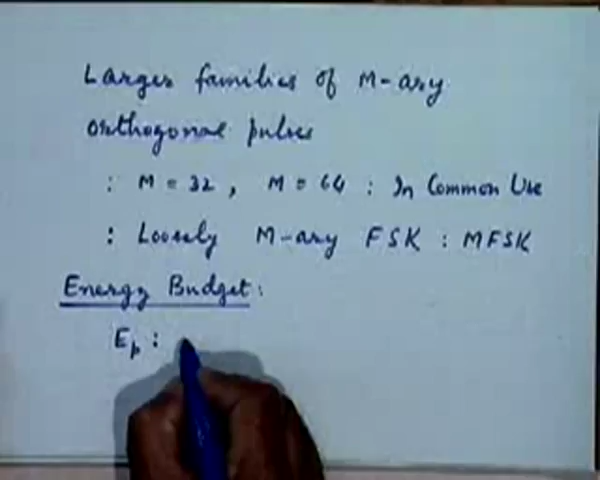 Larger families of M-ary
orthogonal pulses
: M = 32, M = 64 : In Common Use
: Loosely M-ary FSK : MFSK
Energy Budget:
Ep :